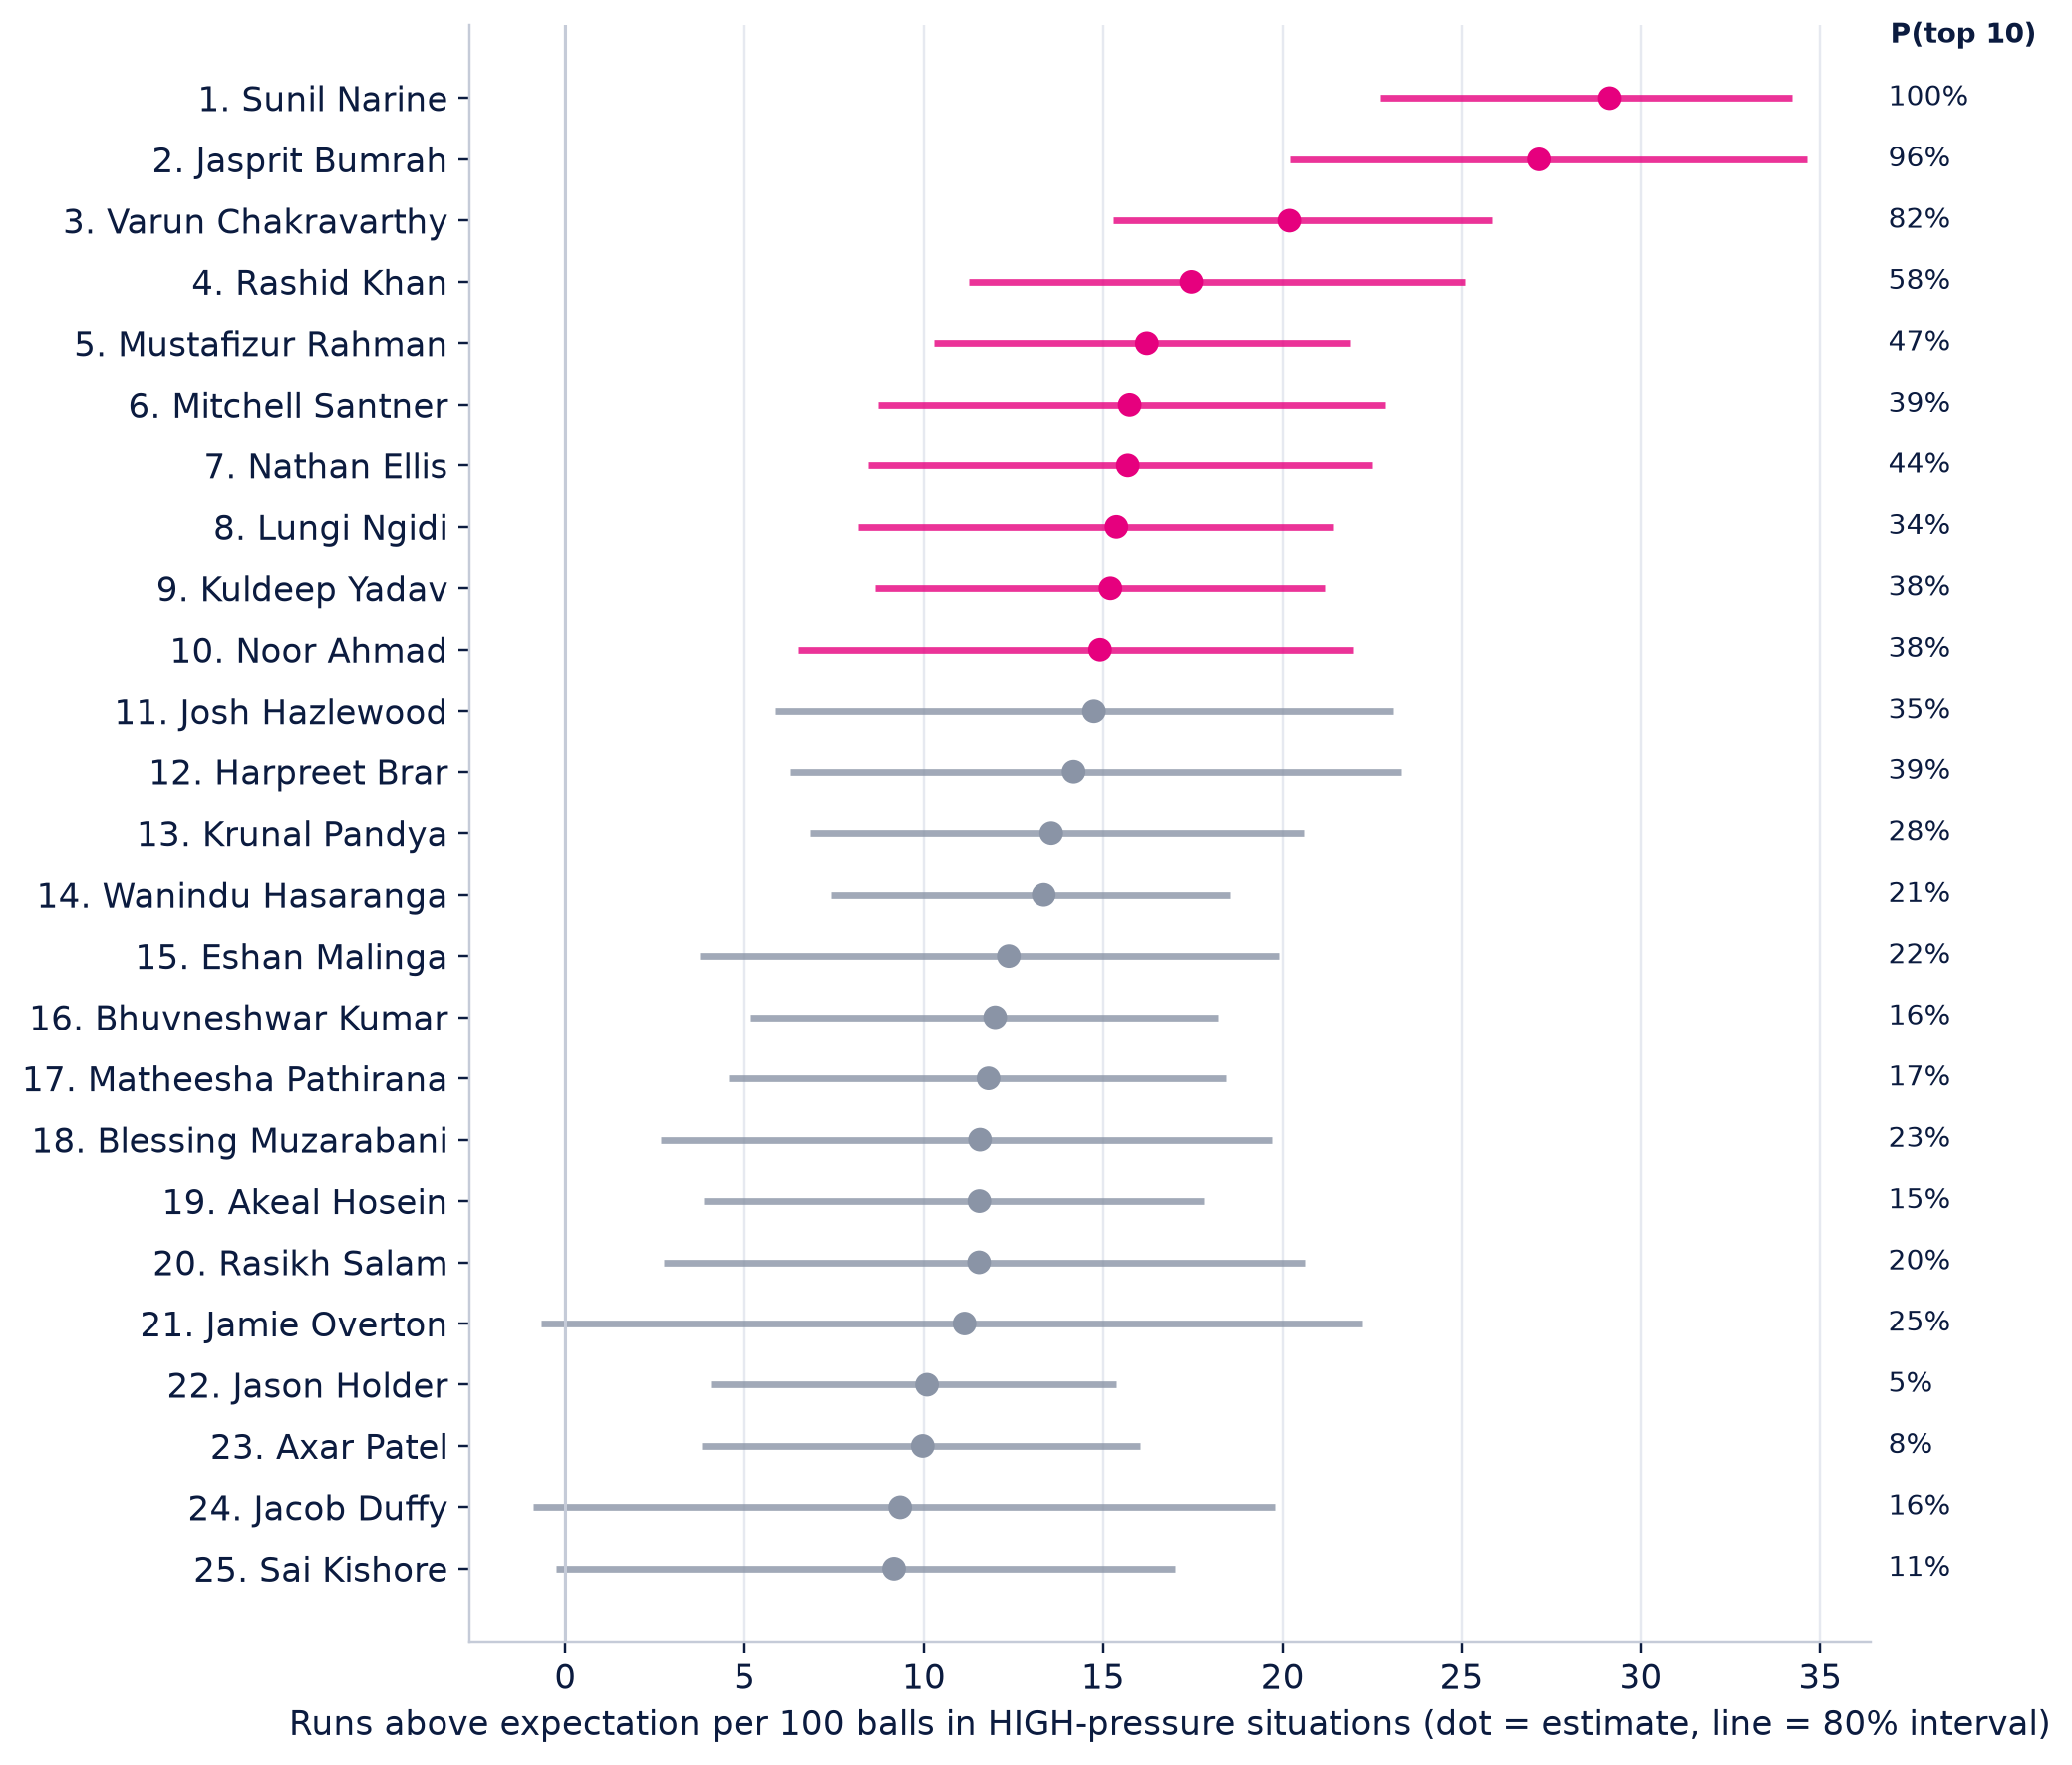 P(top 10)
1. Sunil Narine 100%
2. Jasprit Bumrah 96%
3. Varun Chakravarthy 82%
4. Rashid Khan 58%
5. Mustafizur Rahman 47%
6. Mitchell Santner 39%
7. Nathan Ellis 44%
8. Lungi Ngidi 34%
9. Kuldeep Yadav 38%
10. Noor Ahmad 38%
11. Josh Hazlewood 35%
12. Harpreet Brar 39%
13. Krunal Pandya 28%
14. Wanindu Hasaranga 21%
15. Eshan Malinga 22%
16. Bhuvneshwar Kumar 16%
17. Matheesha Pathirana 17%
18. Blessing Muzarabani 23%
19. Akeal Hosein 15%
20. Rasikh Salam 20%
21. Jamie Overton 25%
22. Jason Holder 5%
23. Axar Patel 8%
24. Jacob Duffy 16%
25. Sai Kishore 11%
0 5 10 15 20 25 30 35
Runs above expectation per 100 balls in HIGH-pressure situations (dot = estimate, line = 80% interval)